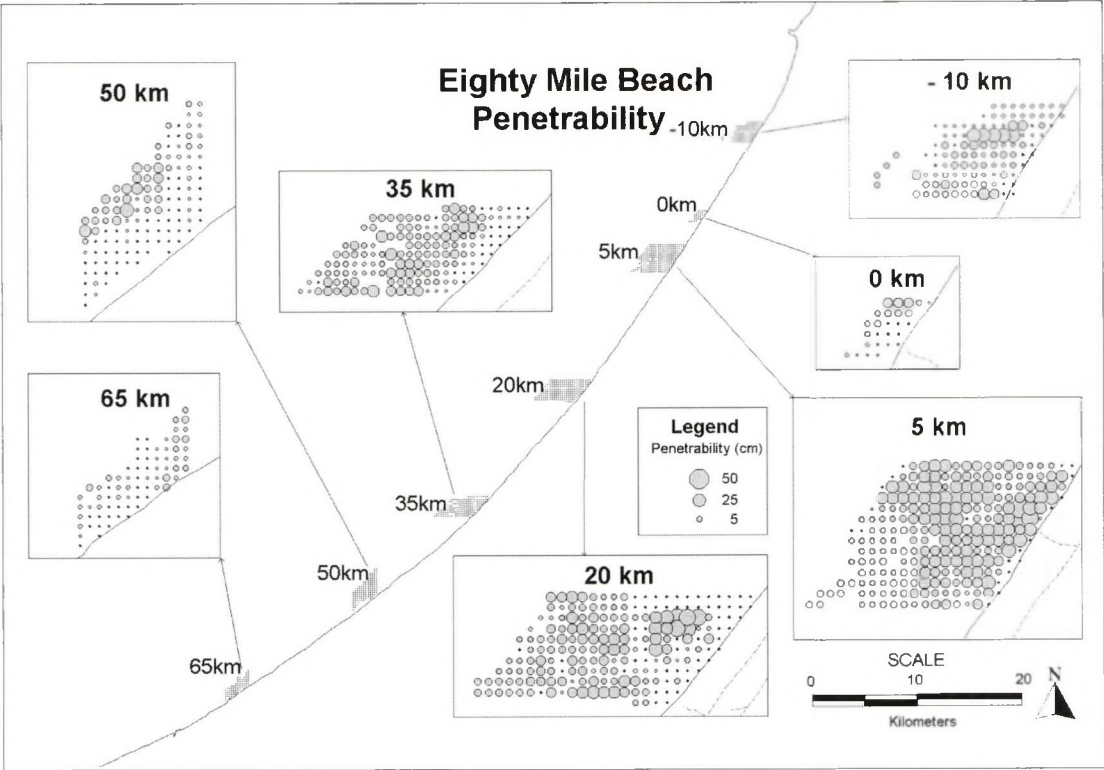 Eighty Mile Beach
Penetrability
50 km
35 km
- 10 km
-10km
0km
5km
0 km
65 km
20km
Legend
Penetrability (cm)
50
25
5
5 km
35km
50km
20 km
65km
SCALE
0 10 20
Kilometers
N